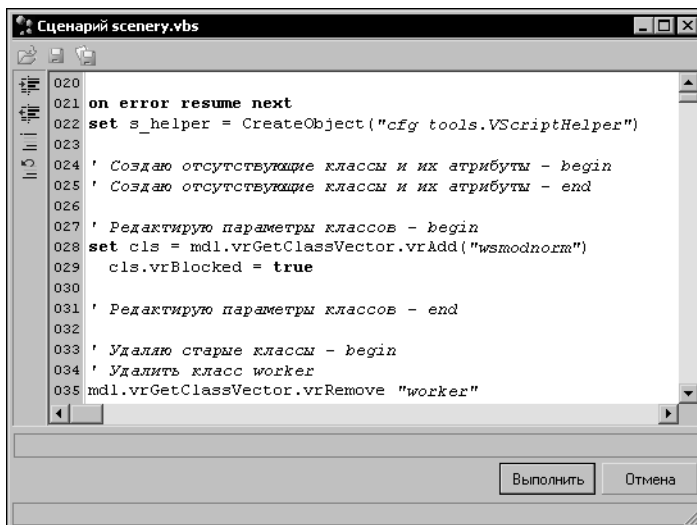 Сценарий scenery.vbs
020
021 on error resume next
022 set s_helper = CreateObject("cfg tools.VScriptHelper")
023
024 ' Создаю отсутствующие классы и их атрибуты - begin
025 ' Создаю отсутствующие классы и их атрибуты - end
026
027 ' Редактирую параметры классов - begin
028 set cls = mdl.vrGetClassVector.vrAdd("wsmodnorm")
029 cls.vrBlocked = true
030
031 ' Редактирую параметры классов - end
032
033 ' Удаляю старые классы - begin
034 ' Удалить класс worker
035 mdl.vrGetClassVector.vrRemove "worker"
Выполнить Отмена